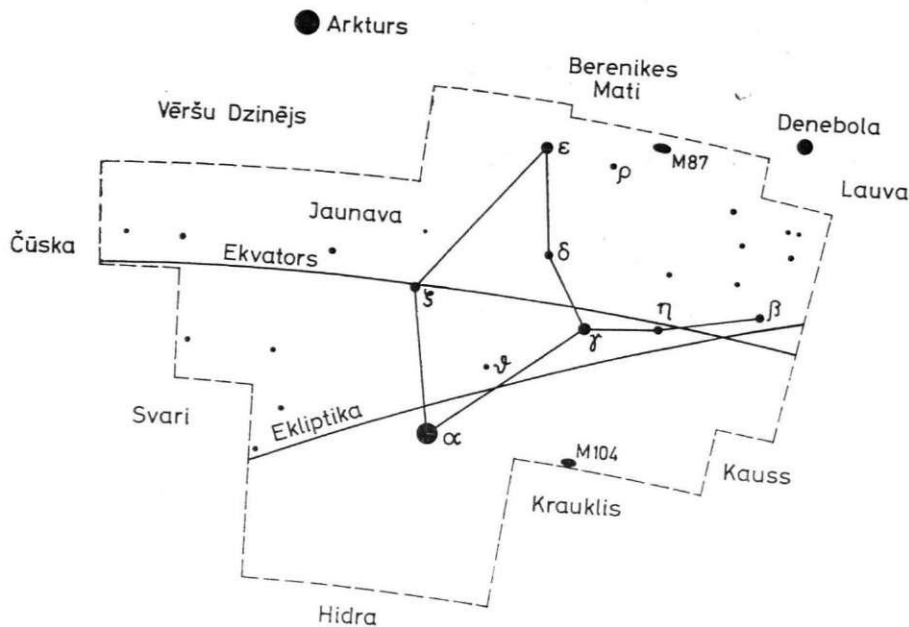 Arkturs
Berenikes
Mati
Vēršu Dzinējs
Denebola
ε
ρ
M87
Lauva
Jaunava
Čūska
Ekvators
δ
ζ
η
β
γ
ϑ
Svari
Ekliptika
α
M104
Kauss
Krauklis
Hidra